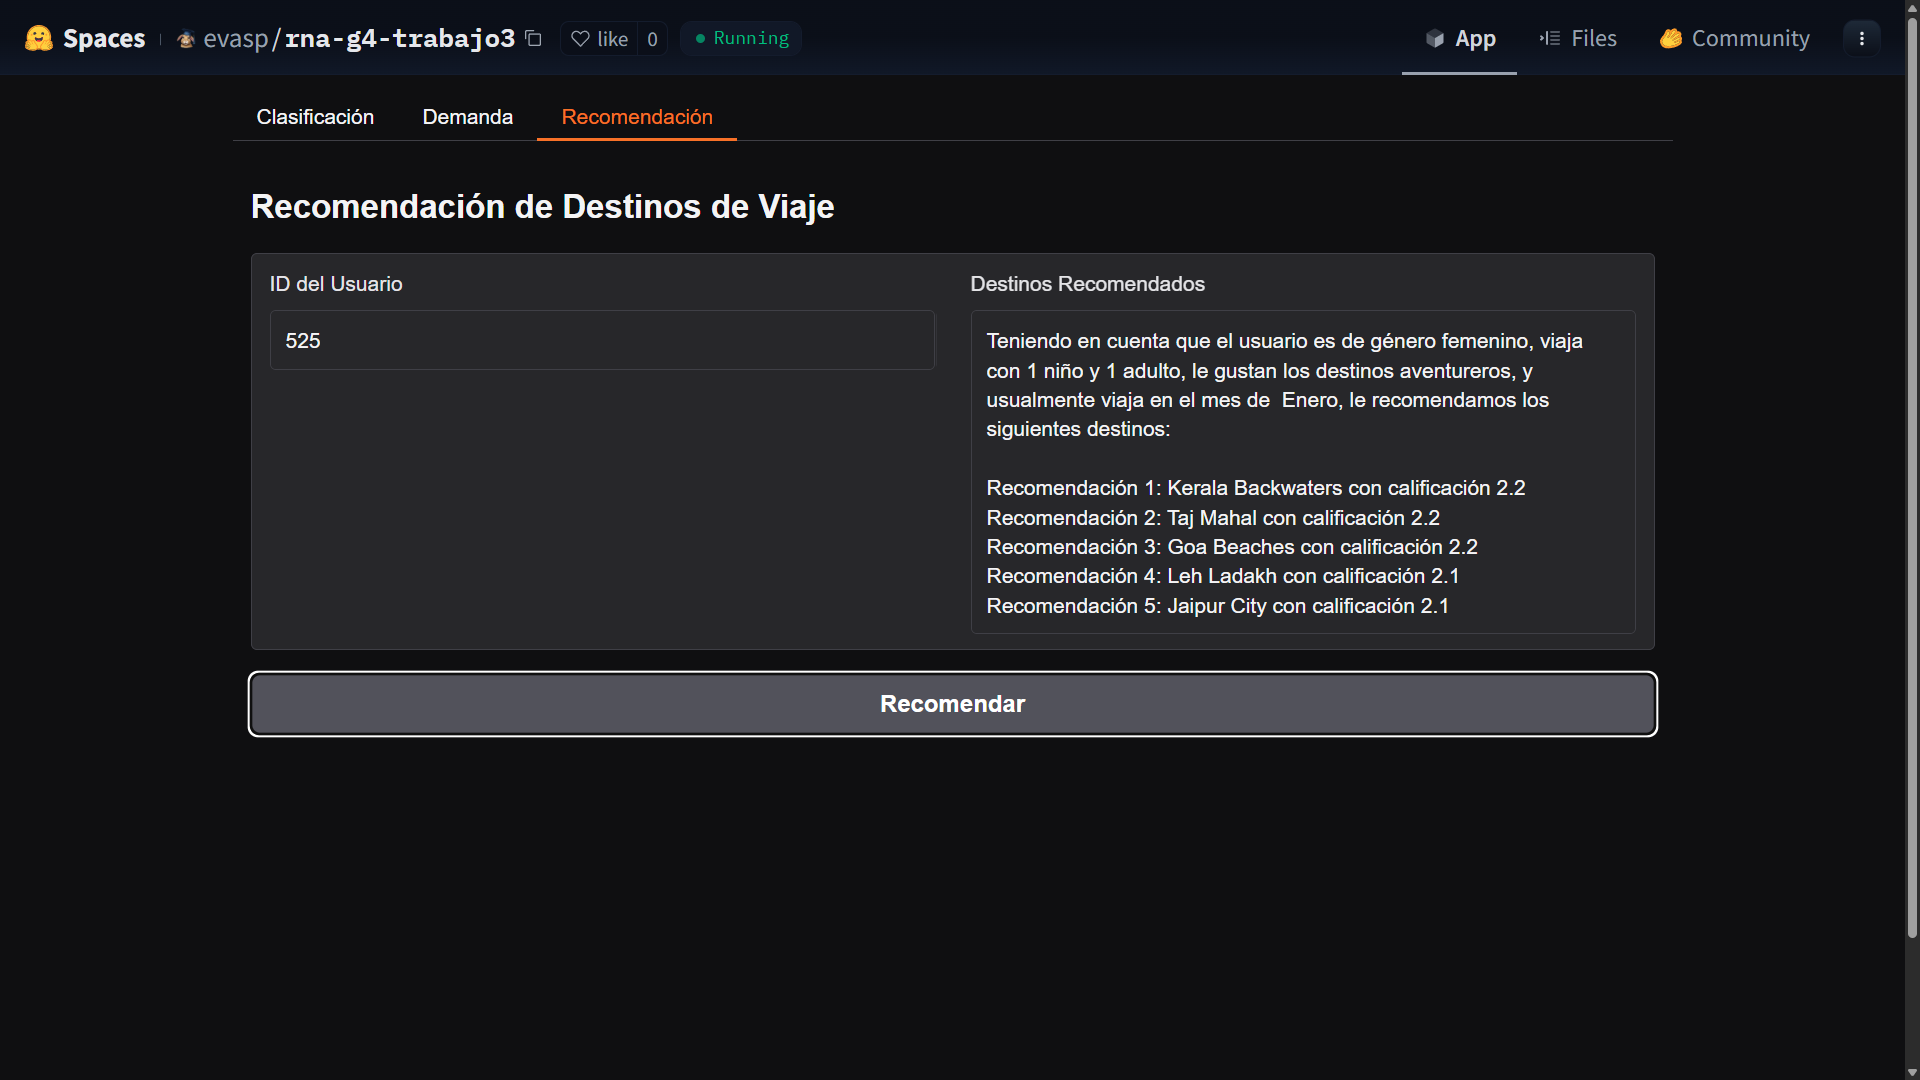 Spaces
evasp/rna-g4-trabajo3
like 0
Running
App
Files
Community
Clasificación
Demanda
Recomendación
Recomendación de Destinos de Viaje
ID del Usuario
525
Destinos Recomendados
Teniendo en cuenta que el usuario es de género femenino, viaja
con 1 niño y 1 adulto, le gustan los destinos aventureros, y
usualmente viaja en el mes de  Enero, le recomendamos los
siguientes destinos:
Recomendación 1: Kerala Backwaters con calificación 2.2
Recomendación 2: Taj Mahal con calificación 2.2
Recomendación 3: Goa Beaches con calificación 2.2
Recomendación 4: Leh Ladakh con calificación 2.1
Recomendación 5: Jaipur City con calificación 2.1
Recomendar